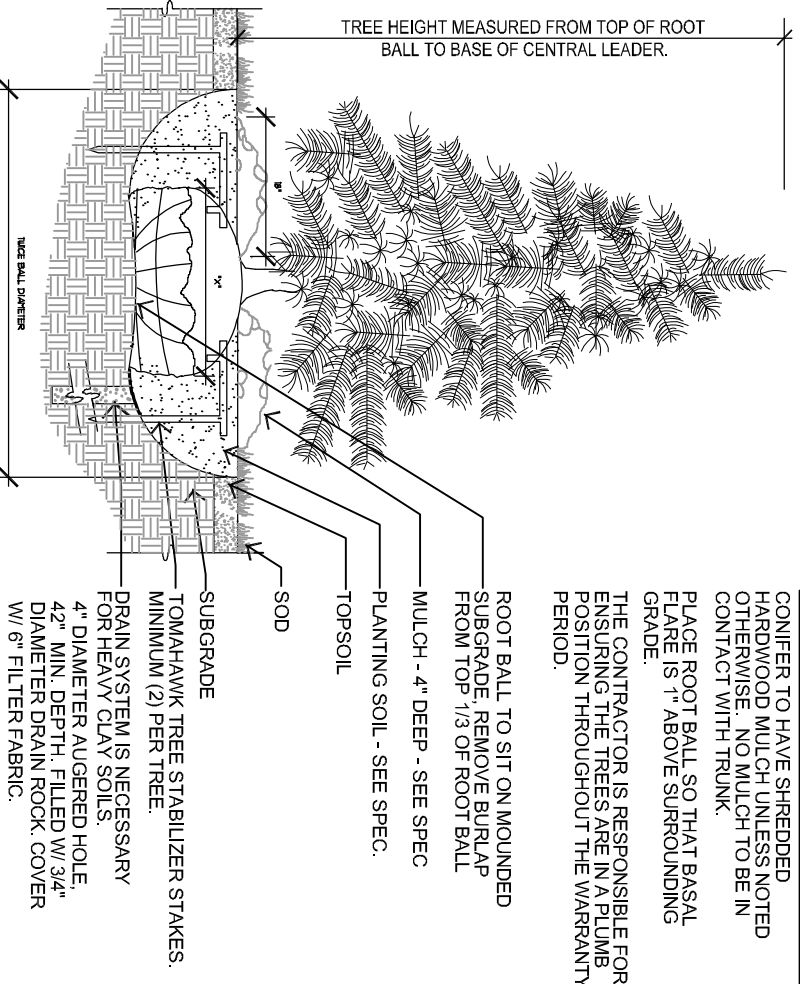 TREE HEIGHT MEASURED FROM TOP OF ROOT
BALL TO BASE OF CENTRAL LEADER.
CONIFER TO HAVE SHREDDED
HARDWOOD MULCH UNLESS NOTED
OTHERWISE. NO MULCH TO BE IN
CONTACT WITH TRUNK.
PLACE ROOT BALL SO THAT BASAL
FLARE IS 1" ABOVE SURROUNDING
GRADE.
THE CONTRACTOR IS RESPONSIBLE FOR
ENSURING THE TREES ARE IN A PLUMB
POSITION THROUGHOUT THE WARRANTY
PERIOD.
ROOT BALL TO SIT ON MOUNDED
SUBGRADE, REMOVE BURLAP
FROM TOP 1/3 OF ROOT BALL
MULCH - 4" DEEP - SEE SPEC
PLANTING SOIL - SEE SPEC.
TOPSOIL
SOD
SUBGRADE
TOMAHAWK TREE STABILIZER STAKES.
MINIMUM (2) PER TREE.
DRAIN SYSTEM IS NECESSARY
FOR HEAVY CLAY SOILS.
4" DIAMETER AUGERED HOLE,
42" MIN. DEPTH. FILLED W/ 3/4"
DIAMETER DRAIN ROCK. COVER
W/ 6" FILTER FABRIC.
18"
TWICE BALL DIAMETER